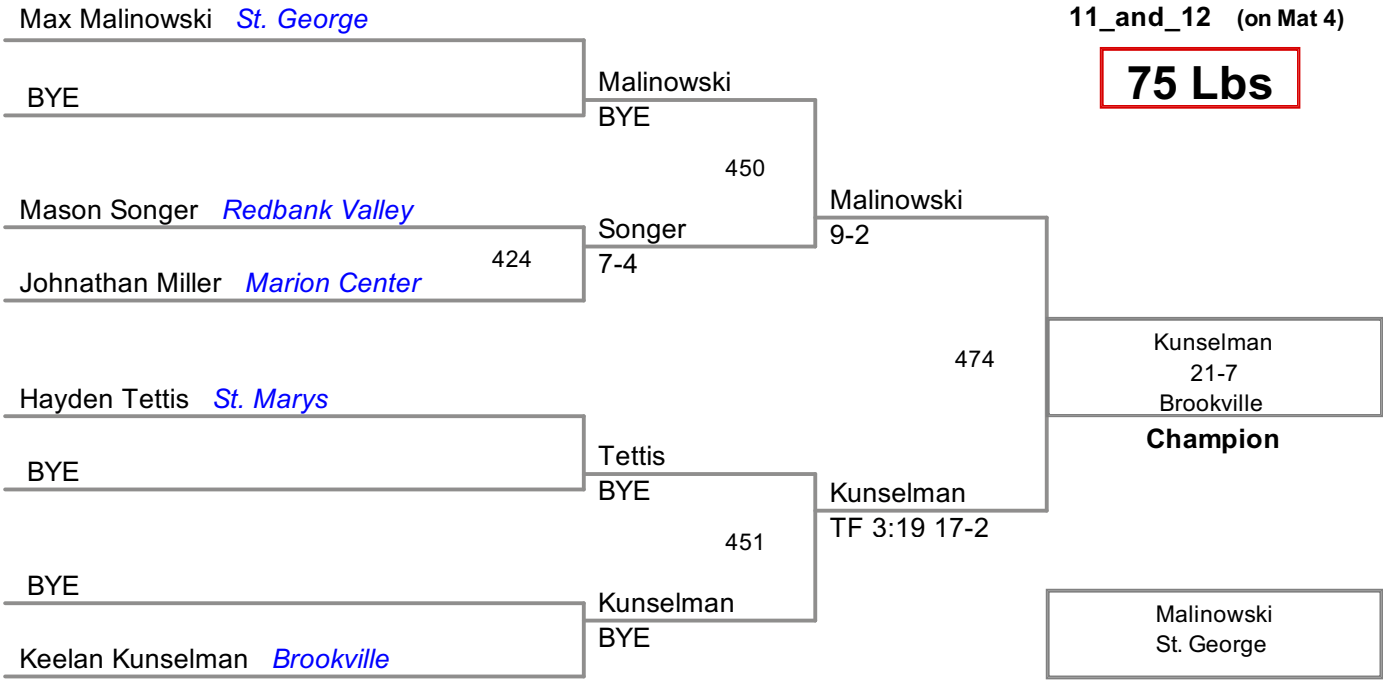 Max Malinowski St. George
11_and_12 (on Mat 4)
75 Lbs
BYE
Malinowski
BYE
450
Mason Songer Redbank Valley
Malinowski
9-2
Songer
7-4
424
Johnathan Miller Marion Center
474
Kunselman
21-7
Brookville
Champion
Hayden Tettis St. Marys
BYE
Tettis
BYE
Kunselman
TF 3:19 17-2
451
BYE
Kunselman
BYE
Keelan Kunselman Brookville
Malinowski
St. George